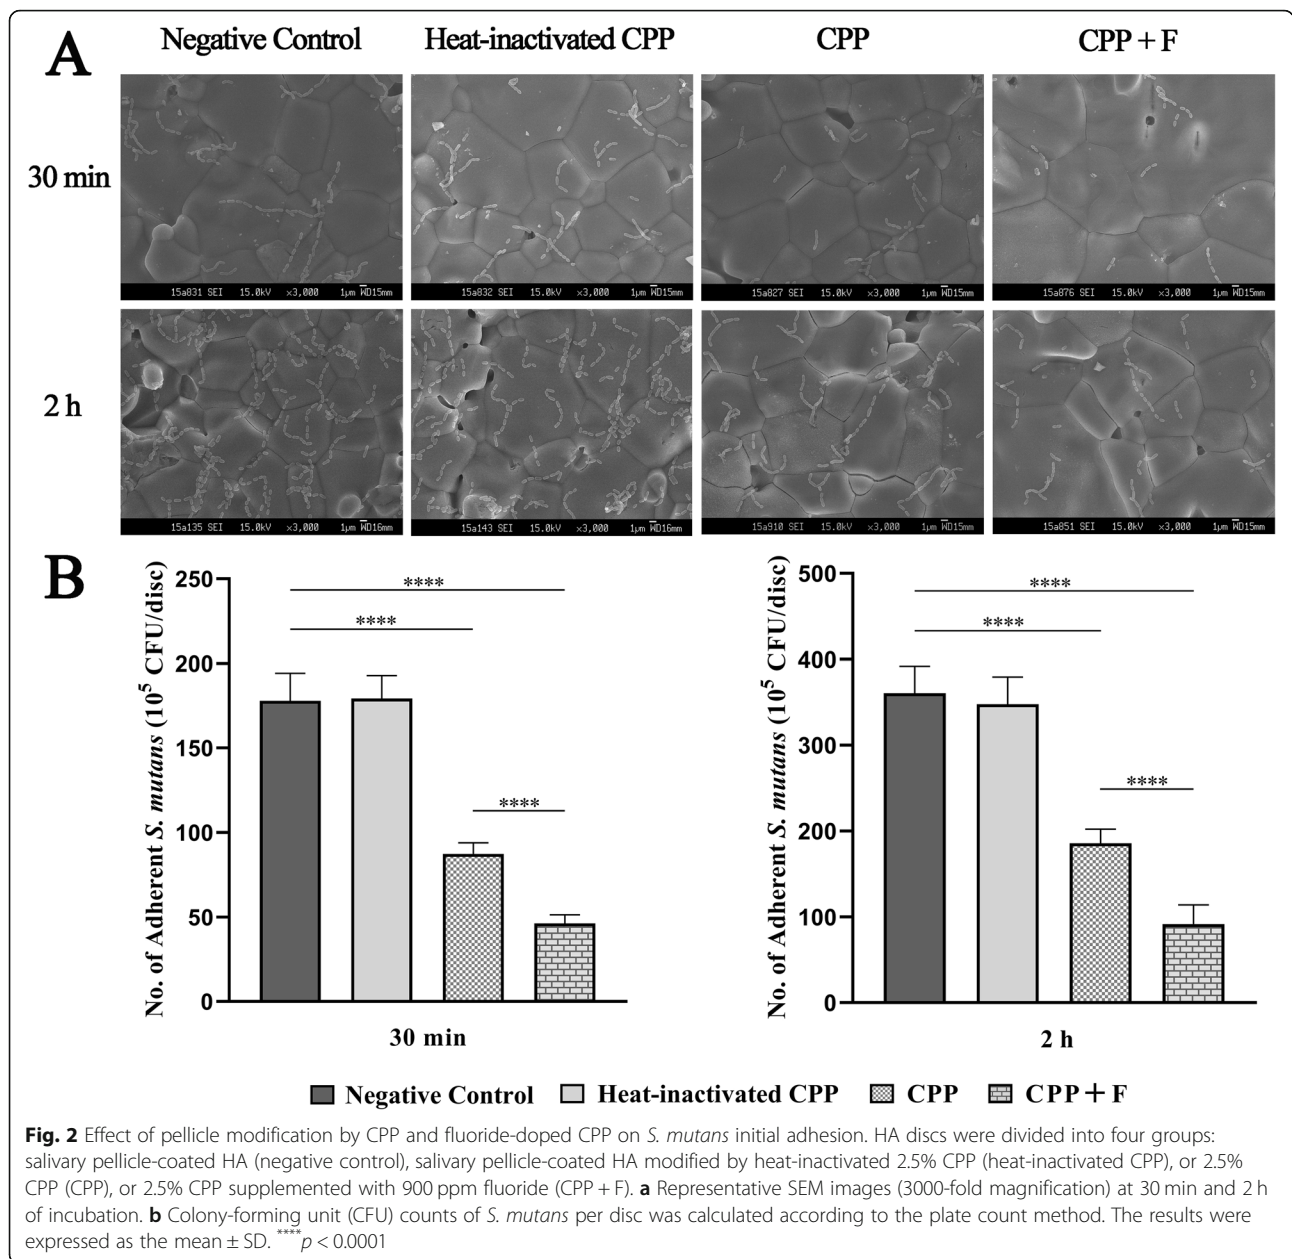 A
Negative Control
Heat-inactivated CPP
CPP
CPP + F
30 min
15a831 SEI 15.0kV ×3,000 1μm WD15mm
15a832 SEI 15.0kV ×3,000 1μm WD15mm
15a827 SEI 15.0kV ×3,000 1μm WD15mm
15a876 SEI 15.0kV ×3,000 1μm WD15mm
2 h
15a135 SEI 15.0kV ×3,000 1μm WD16mm
15a143 SEI 15.0kV ×3,000 1μm WD16mm
15a910 SEI 15.0kV ×3,000 1μm WD15mm
15a851 SEI 15.0kV ×3,000 1μm WD15mm
B
No. of Adherent S. mutans (10⁵ CFU/disc)
250
200
150
100
50
0
****
****
****
30 min
No. of Adherent S. mutans (10⁵ CFU/disc)
500
400
300
200
100
0
****
****
****
2 h
Negative Control
Heat-inactivated CPP
CPP
CPP+F
Fig. 2 Effect of pellicle modification by CPP and fluoride-doped CPP on S. mutans initial adhesion. HA discs were divided into four groups:
salivary pellicle-coated HA (negative control), salivary pellicle-coated HA modified by heat-inactivated 2.5% CPP (heat-inactivated CPP), or 2.5%
CPP (CPP), or 2.5% CPP supplemented with 900 ppm fluoride (CPP + F). a Representative SEM images (3000-fold magnification) at 30 min and 2 h
of incubation. b Colony-forming unit (CFU) counts of S. mutans per disc was calculated according to the plate count method. The results were
expressed as the mean ± SD. ****p < 0.0001